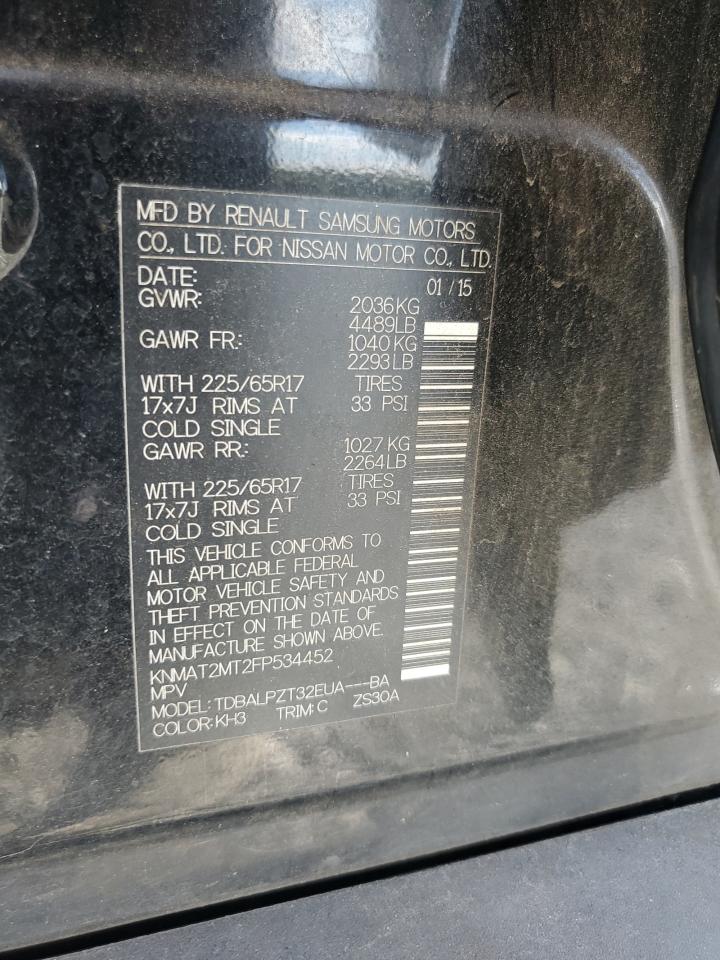 MFD BY RENAULT SAMSUNG MOTORS
CO., LTD. FOR NISSAN MOTOR CO., LTD.
DATE: 01 / 15
GVWR: 2036KG
4489LB
GAWR FR: 1040KG
2293LB
WITH 225/65R17 TIRES
17x7J RIMS AT 33 PSI
COLD SINGLE
GAWR RR: 1027KG
2264LB
WITH 225/65R17 TIRES
17x7J RIMS AT 33 PSI
COLD SINGLE
THIS VEHICLE CONFORMS TO
ALL APPLICABLE FEDERAL
MOTOR VEHICLE SAFETY AND
THEFT PREVENTION STANDARDS
IN EFFECT ON THE DATE OF
MANUFACTURE SHOWN ABOVE.
KNMAT2MT2FP534452
MPV
MODEL: TDBALPZT32EUA---BA
COLOR: KH3 TRIM: C ZS30A